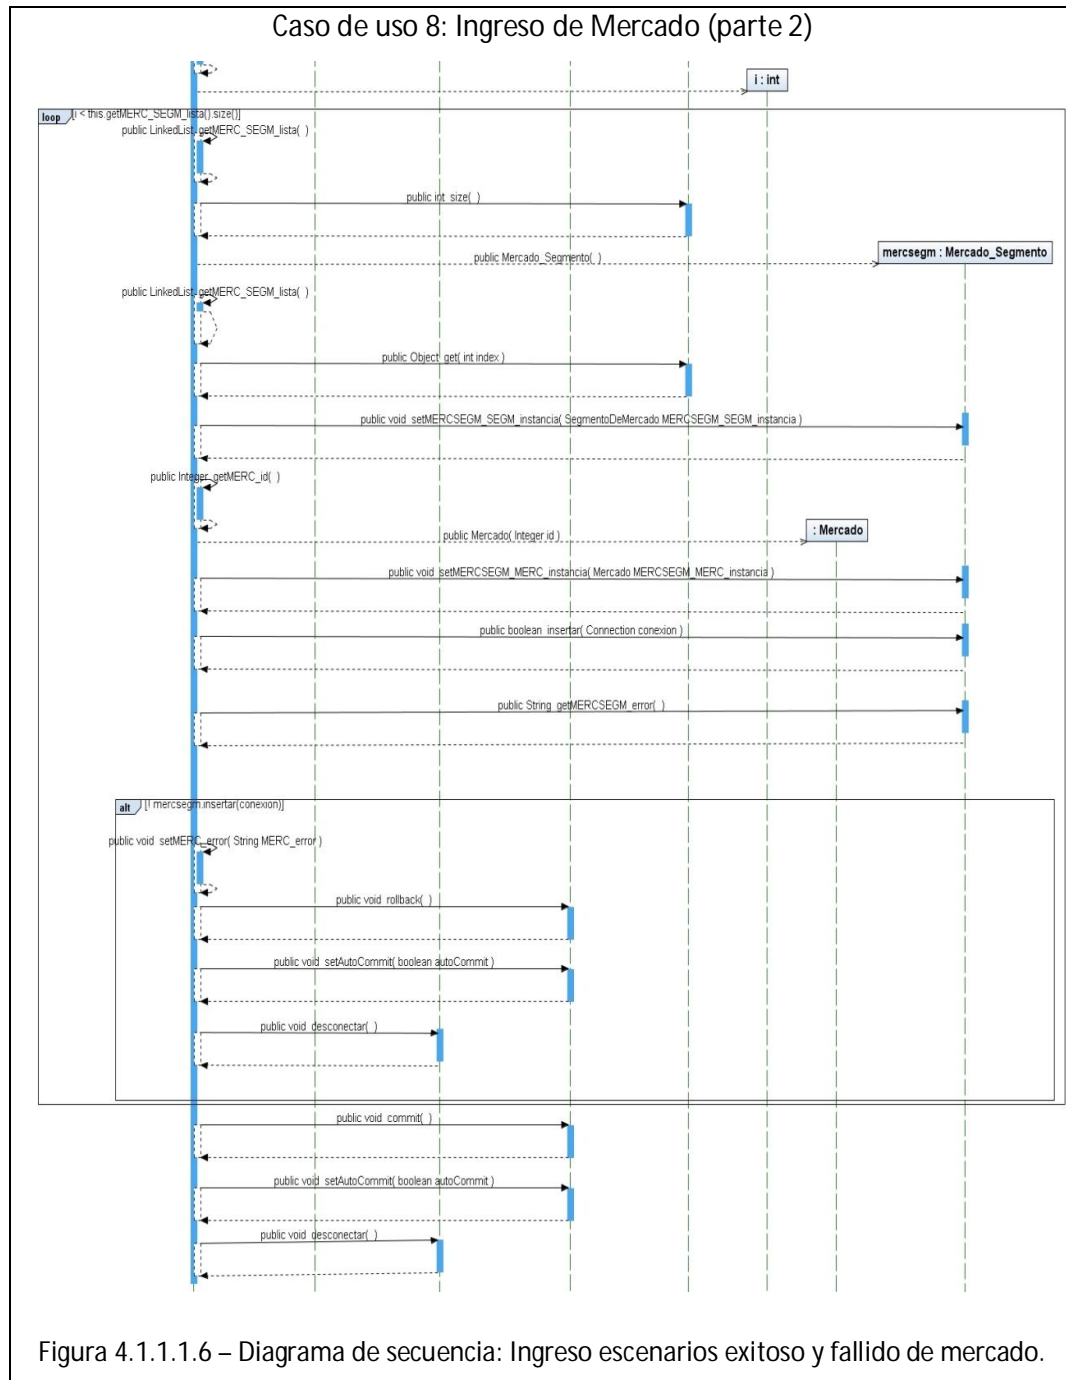 Caso de uso 8: Ingreso de Mercado (parte 2)
i : int
loop
[i < this.getMERC_SEGM_lista().size()]
public LinkedList getMERC_SEGM_lista( )
public int size( )
mercsegm : Mercado_Segmento
public Mercado_Segmento( )
public LinkedList getMERC_SEGM_lista( )
public Object get( int index )
public void setMERCSEGM_SEGM_instancia( SegmentoDeMercado MERCSEGM_SEGM_instancia )
public Integer getMERC_id( )
: Mercado
public Mercado( Integer id )
public void setMERCSEGM_MERC_instancia( Mercado MERCSEGM_MERC_instancia )
public boolean insertar( Connection conexion )
public String getMERCSEGM_error( )
alt
[! mercsegm.insertar(conexion)]
public void setMERC_error( String MERC_error )
public void rollback( )
public void setAutoCommit( boolean autoCommit )
public void desconectar( )
public void commit( )
public void setAutoCommit( boolean autoCommit )
public void desconectar( )
Figura 4.1.1.1.6 – Diagrama de secuencia: Ingreso escenarios exitoso y fallido de mercado.